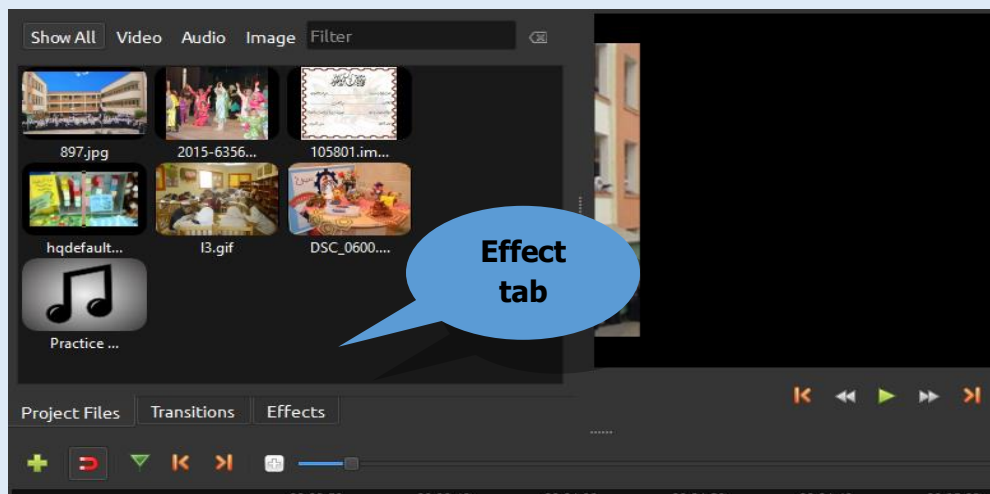 Show All Video Audio Image Filter
897.jpg 2015-6356... 105801.im...
hqdefault... I3.gif DSC_0600....
Practice ...
Effect
tab
Project Files Transitions Effects